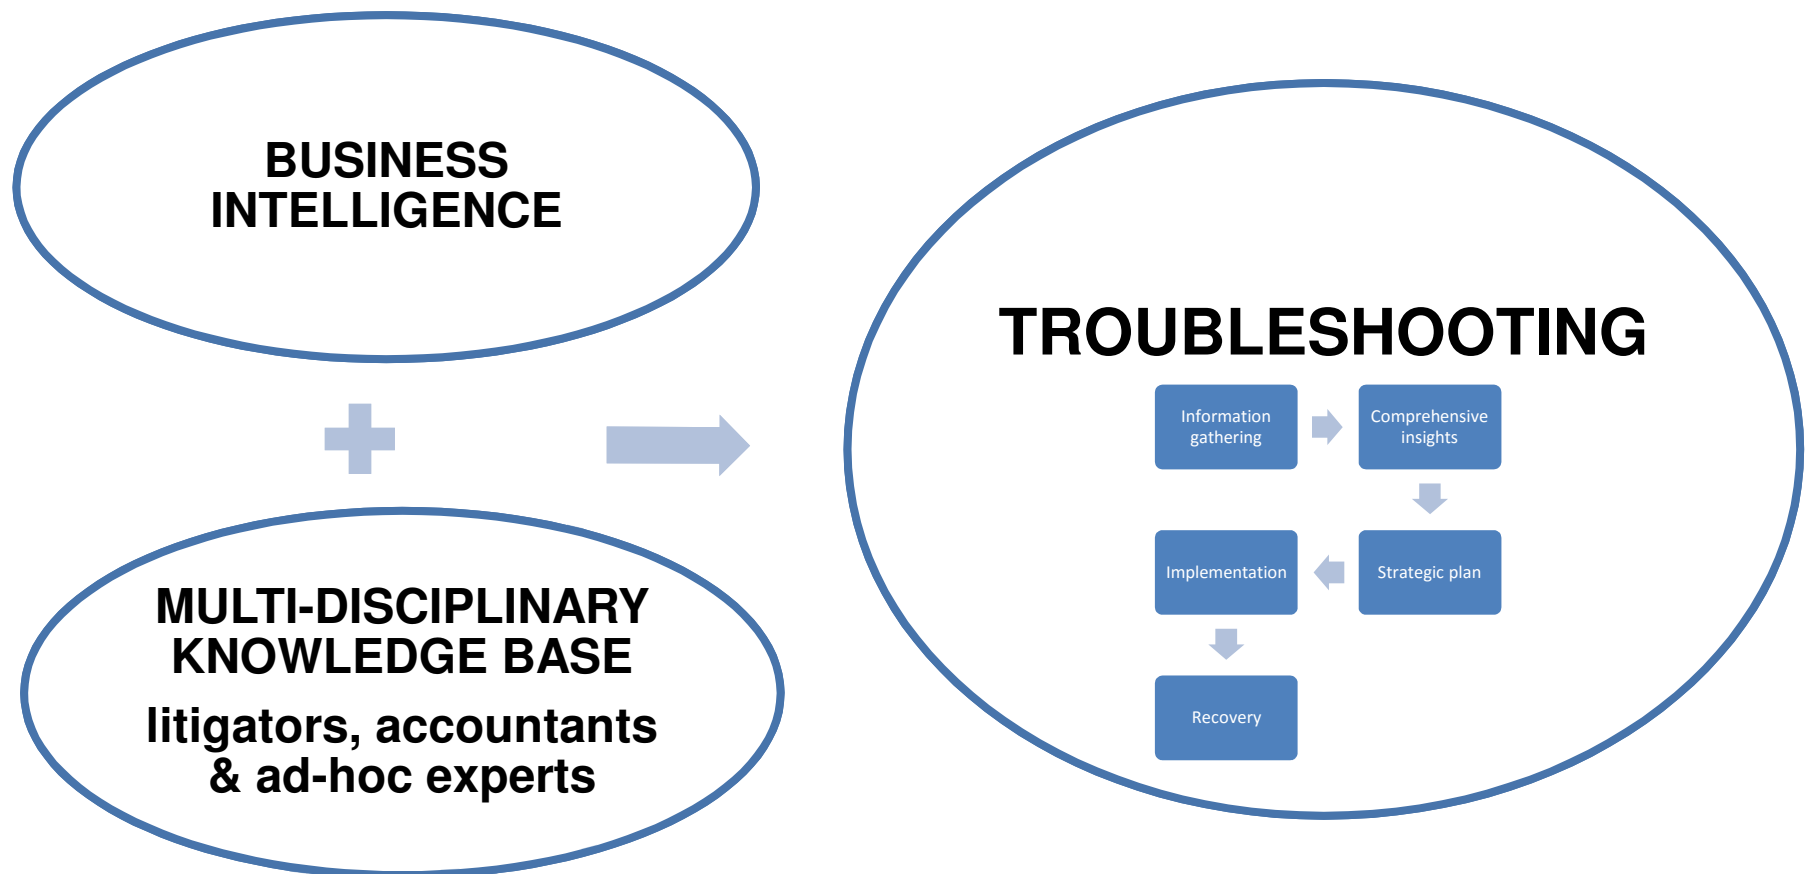 BUSINESS
INTELLIGENCE
MULTI-DISCIPLINARY
KNOWLEDGE BASE
litigators, accountants
& ad-hoc experts
TROUBLESHOOTING
Information
gathering
Comprehensive
insights
Strategic plan
Implementation
Recovery